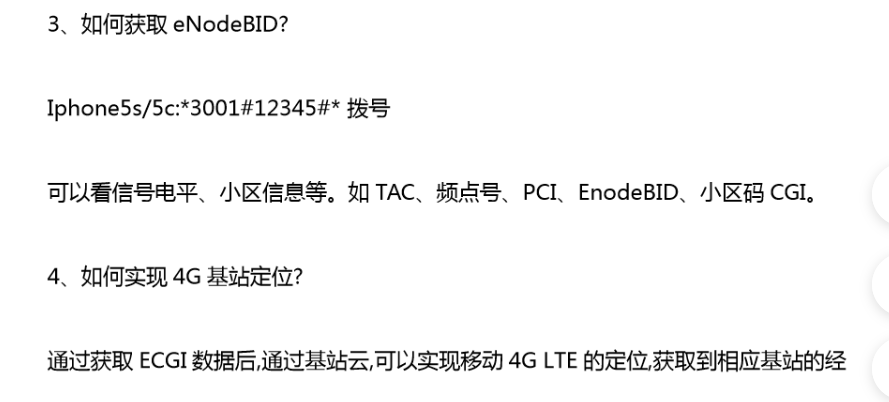 3、如何获取 eNodeBID?
Iphone5s/5c:*3001#12345#* 拨号
可以看信号电平、小区信息等。如 TAC、频点号、PCI、EnodeBID、小区码 CGI。
4、如何实现 4G 基站定位?
通过获取 ECGI 数据后,通过基站云,可以实现移动 4G LTE 的定位,获取到相应基站的经